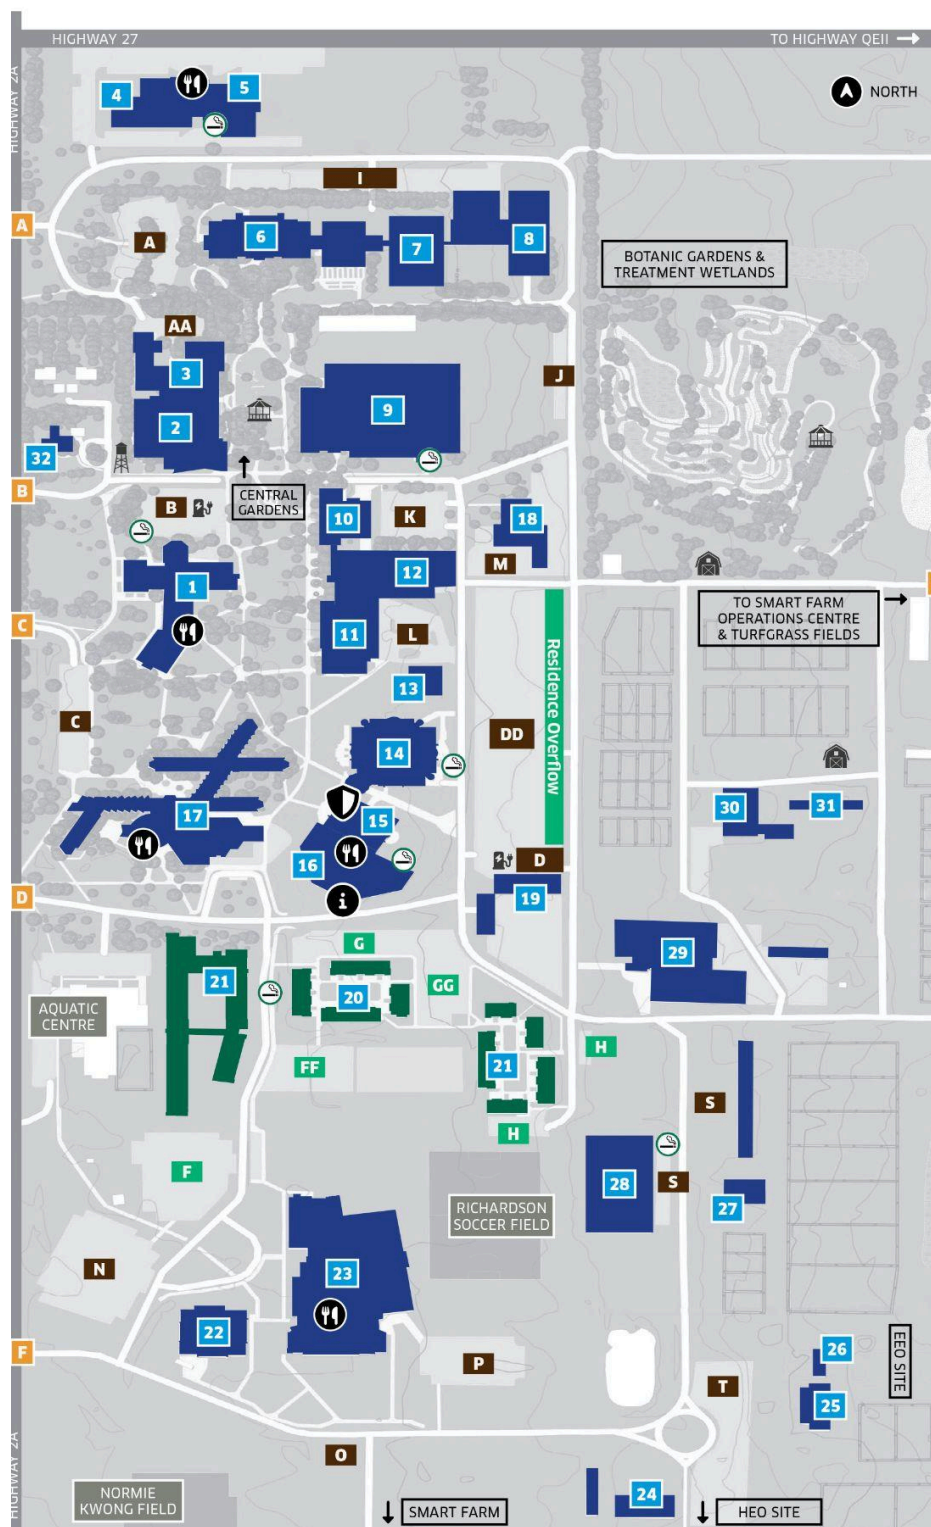 HIGHWAY 27
TO HIGHWAY QEII
HIGHWAY 2A
4
5
NORTH
I
A
A
6
7
8
BOTANIC GARDENS &
TREATMENT WETLANDS
AA
3
J
9
2
32
B
CENTRAL
GARDENS
B
10
K
18
12
M
1
TO SMART FARM
OPERATIONS CENTRE
& TURFGRASS FIELDS
C
11
L
Residence Overflow
13
C
DD
14
30
31
17
15
16
D
D
19
G
29
21
20
GG
AQUATIC
CENTRE
FF
21
H
S
H
F
28
S
27
RICHARDSON
SOCCER FIELD
N
23
22
F
P
26
EEO SITE
T
25
O
HIGHWAY 2A
NORMIE
KWONG FIELD
24
SMART FARM
HEO SITE